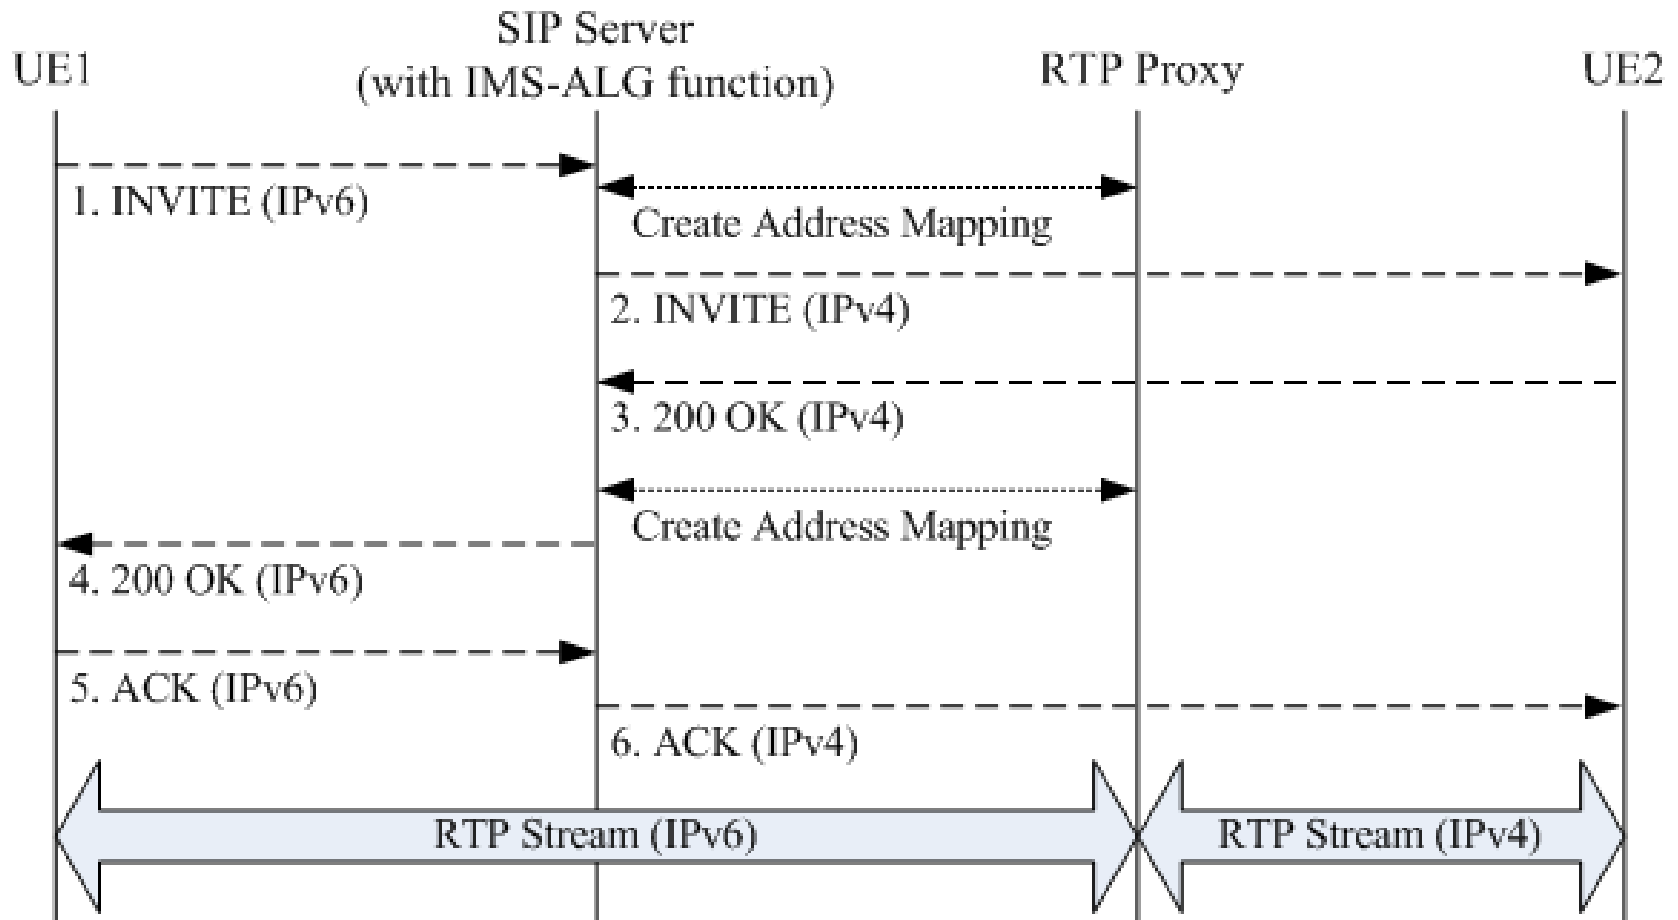 UE1
SIP Server
(with IMS-ALG function)
RTP Proxy
UE2
1. INVITE (IPv6)
Create Address Mapping
2. INVITE (IPv4)
3. 200 OK (IPv4)
Create Address Mapping
4. 200 OK (IPv6)
5. ACK (IPv6)
6. ACK (IPv4)
RTP Stream (IPv6)
RTP Stream (IPv4)